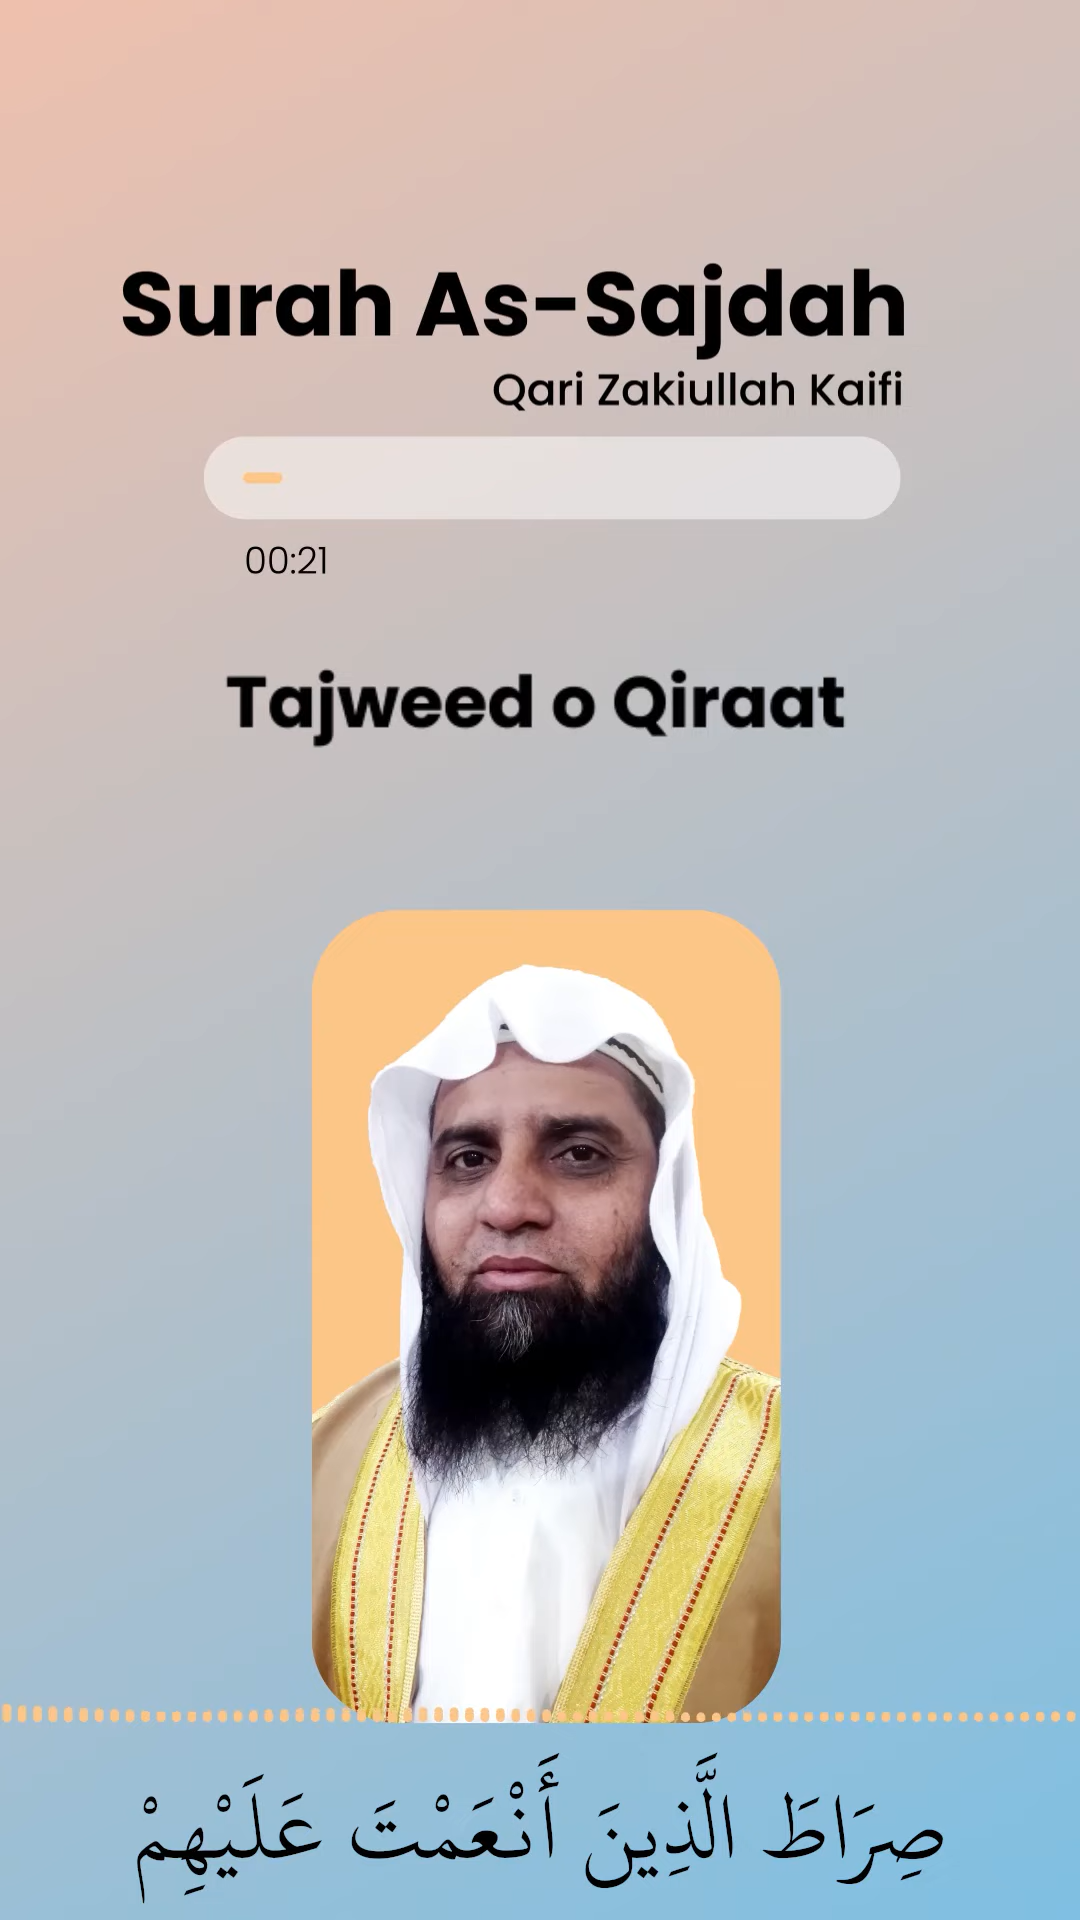 Surah As-Sajdah
Qari Zakiullah Kaifi
00:21
Tajweed o Qiraat
صِرَاطَ الَّذِينَ أَنْعَمْتَ عَلَيْهِمْ